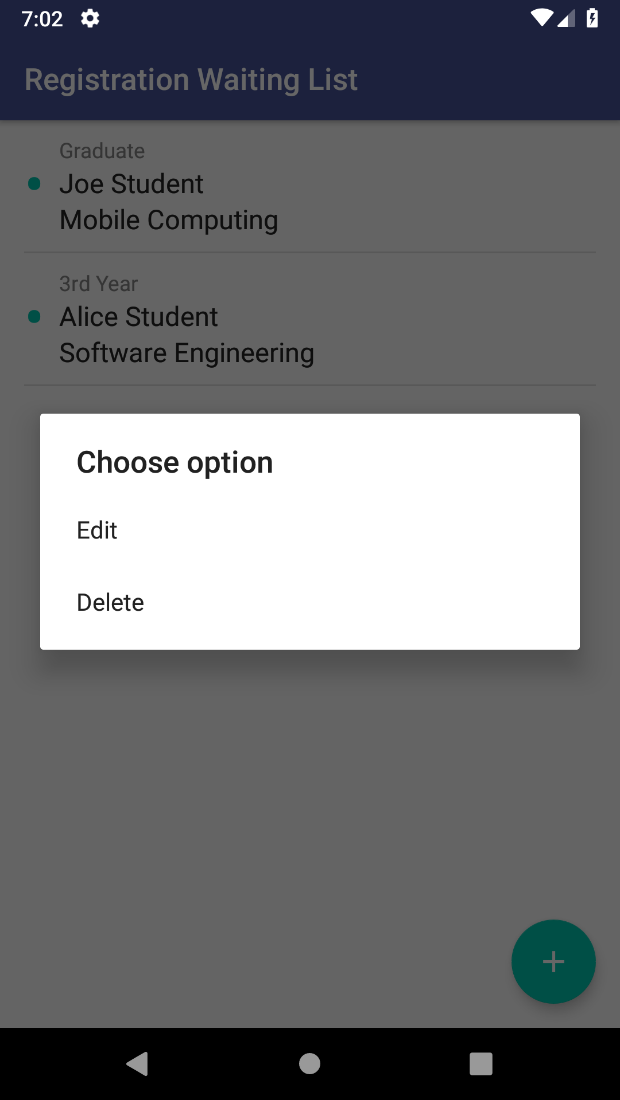 7:02
Registration Waiting List
Graduate
Joe Student
Mobile Computing
3rd Year
Alice Student
Software Engineering
Choose option
Edit
Delete
+